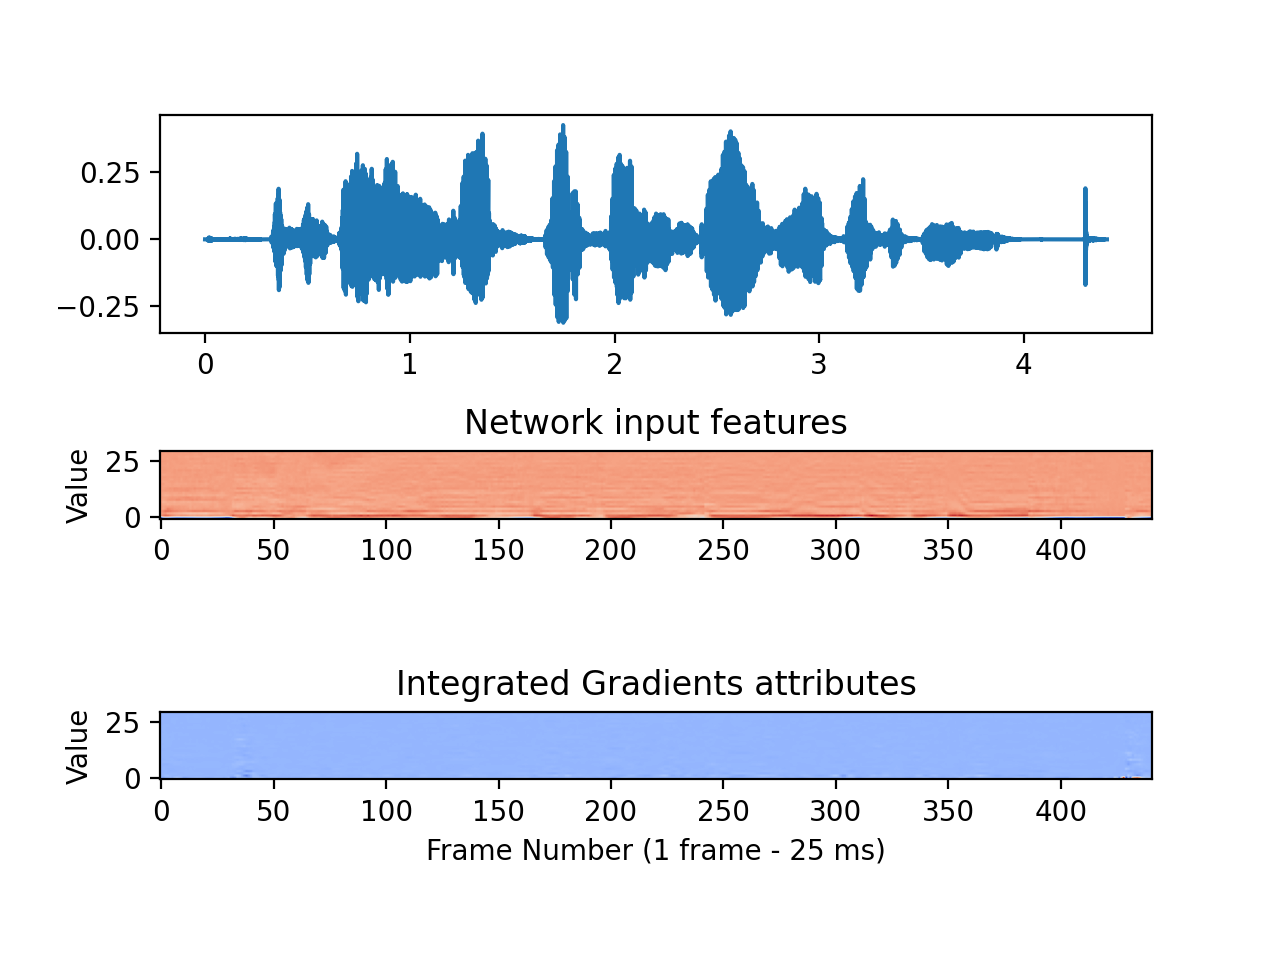 0.25
0.00
−0.25
0 1 2 3 4
Network input features
Value
25
0
0 50 100 150 200 250 300 350 400
Integrated Gradients attributes
Value
25
0
0 50 100 150 200 250 300 350 400
Frame Number (1 frame - 25 ms)